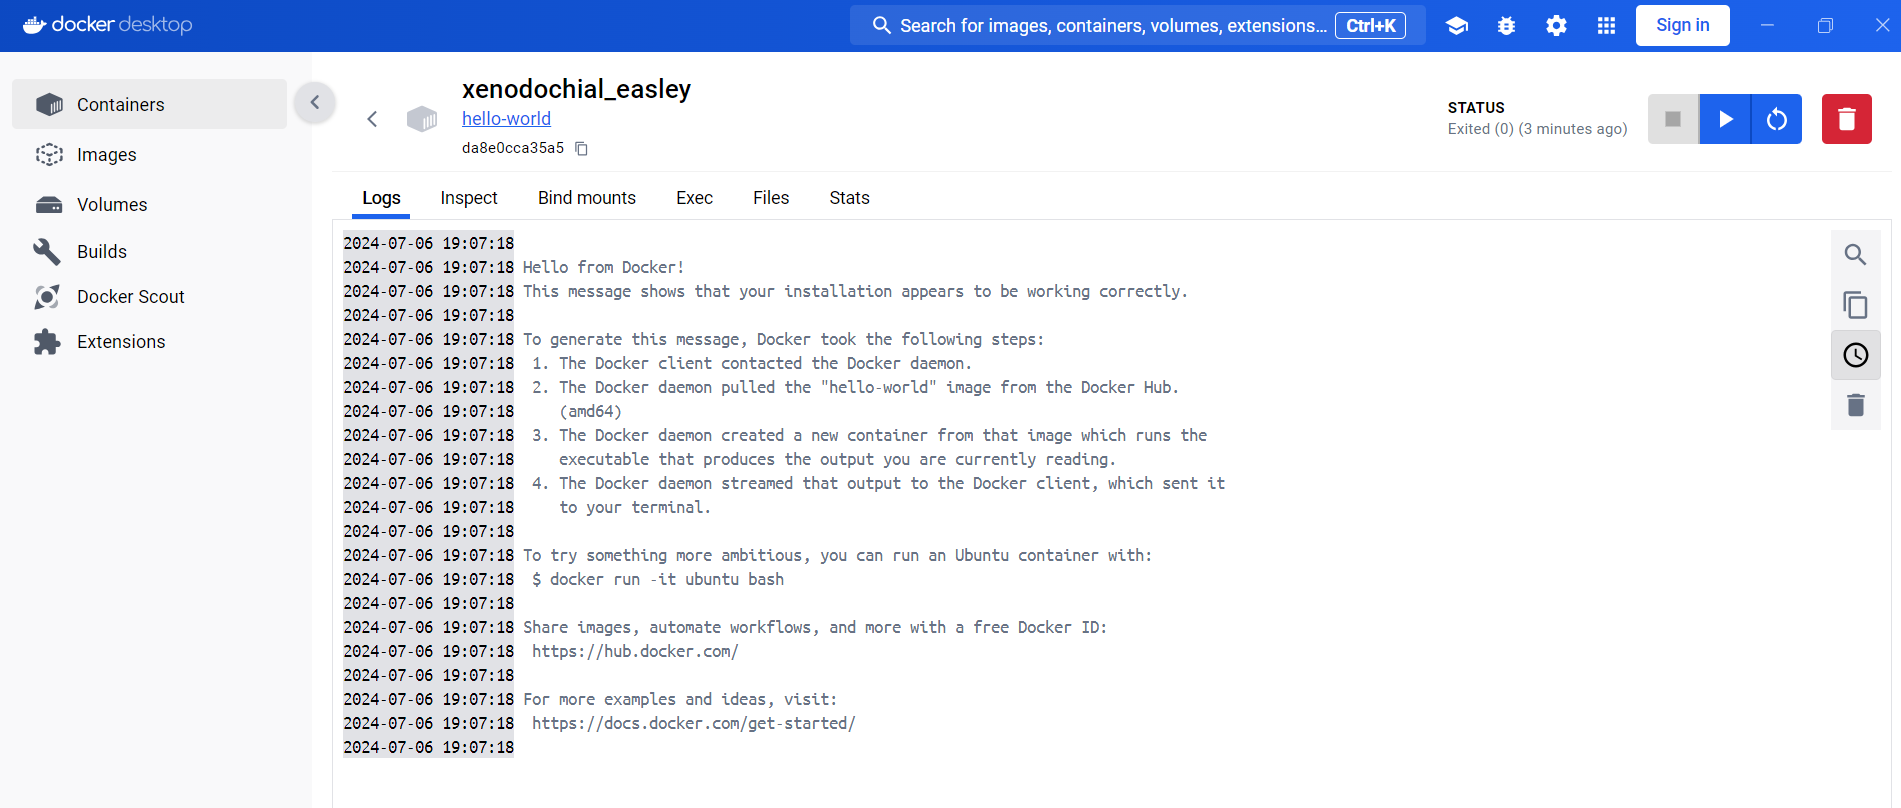 docker desktop
Search for images, containers, volumes, extensions... Ctrl+K
Sign in
Containers
Images
Volumes
Builds
Docker Scout
Extensions
xenodochial_easley
hello-world
da8e0cca35a5
STATUS
Exited (0) (3 minutes ago)
Logs Inspect Bind mounts Exec Files Stats
2024-07-06 19:07:18
2024-07-06 19:07:18 Hello from Docker!
2024-07-06 19:07:18 This message shows that your installation appears to be working correctly.
2024-07-06 19:07:18
2024-07-06 19:07:18 To generate this message, Docker took the following steps:
2024-07-06 19:07:18  1. The Docker client contacted the Docker daemon.
2024-07-06 19:07:18  2. The Docker daemon pulled the "hello-world" image from the Docker Hub.
2024-07-06 19:07:18     (amd64)
2024-07-06 19:07:18  3. The Docker daemon created a new container from that image which runs the
2024-07-06 19:07:18     executable that produces the output you are currently reading.
2024-07-06 19:07:18  4. The Docker daemon streamed that output to the Docker client, which sent it
2024-07-06 19:07:18     to your terminal.
2024-07-06 19:07:18
2024-07-06 19:07:18 To try something more ambitious, you can run an Ubuntu container with:
2024-07-06 19:07:18  $ docker run -it ubuntu bash
2024-07-06 19:07:18
2024-07-06 19:07:18 Share images, automate workflows, and more with a free Docker ID:
2024-07-06 19:07:18  https://hub.docker.com/
2024-07-06 19:07:18
2024-07-06 19:07:18 For more examples and ideas, visit:
2024-07-06 19:07:18  https://docs.docker.com/get-started/
2024-07-06 19:07:18